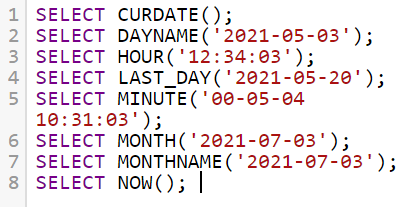 1 SELECT CURDATE();
2 SELECT DAYNAME('2021-05-03');
3 SELECT HOUR('12:34:03');
4 SELECT LAST_DAY('2021-05-20');
5 SELECT MINUTE('00-05-04
10:31:03');
6 SELECT MONTH('2021-07-03');
7 SELECT MONTHNAME('2021-07-03');
8 SELECT NOW();